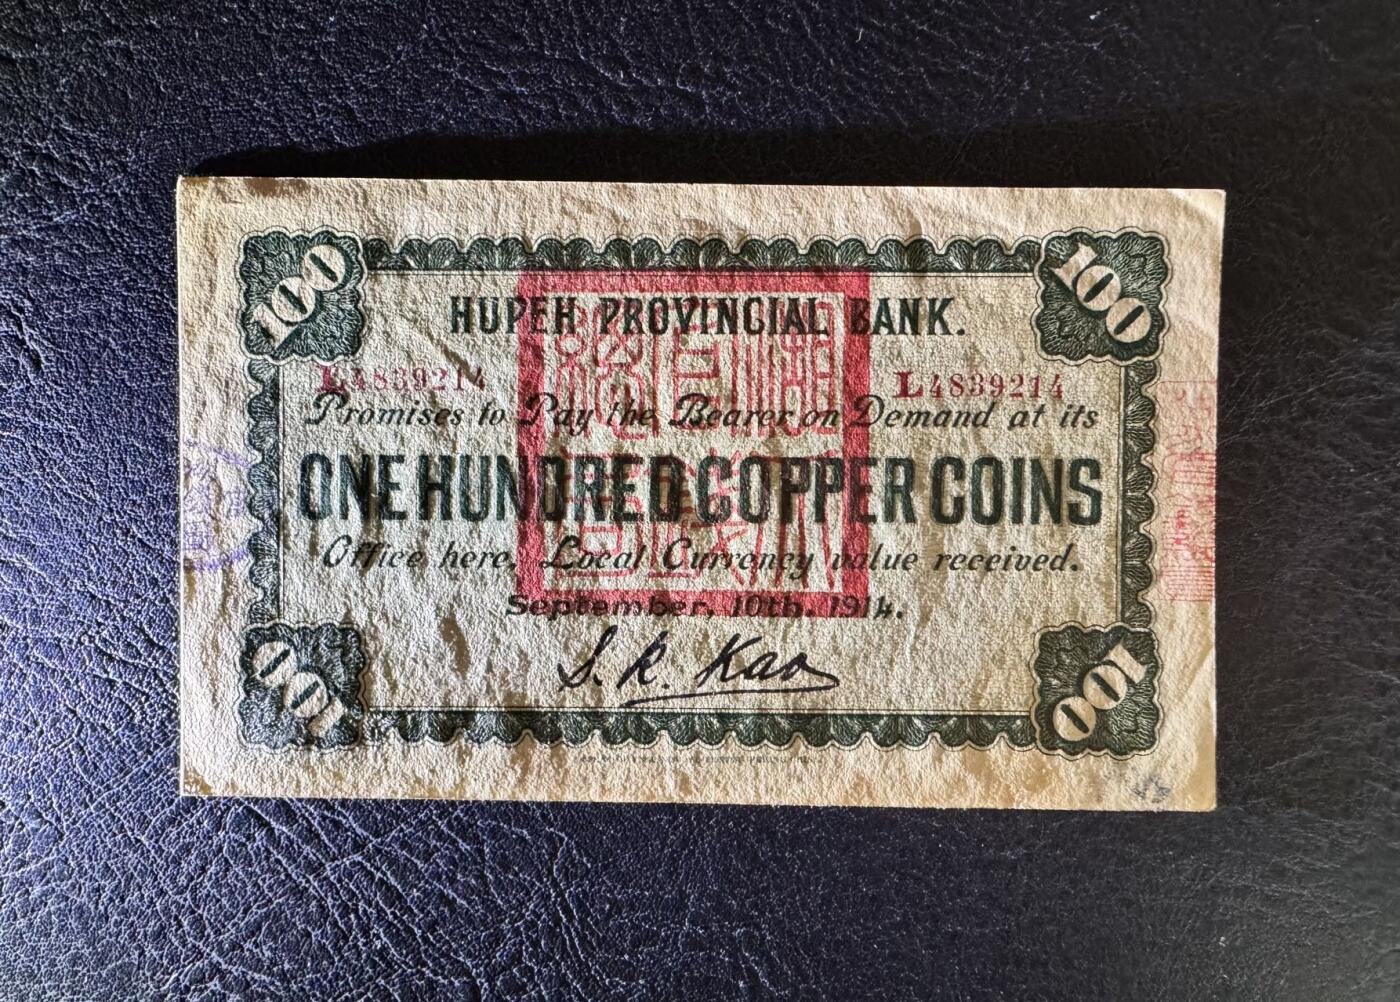 100 100
HUPEH PROVINCIAL BANK.
L4839214 L4839214
Promises to Pay the Bearer on Demand at its
ONE HUNDRED COPPER COINS
Office here, Local Currency value received.
September, 10th, 1914.
S. K. Kao
100 100